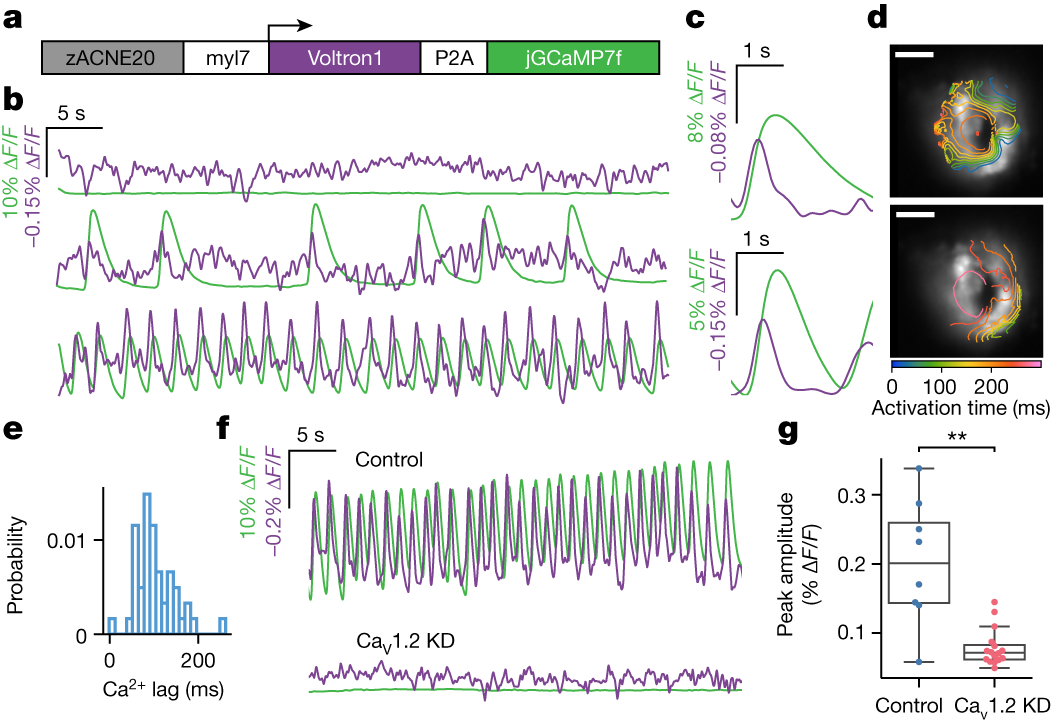 a
zACNE20 myl7 Voltron1 P2A jGCaMP7f
b
5 s
10% ΔF/F
−0.15% ΔF/F
c
1 s
8% ΔF/F
−0.08% ΔF/F
1 s
5% ΔF/F
−0.15% ΔF/F
d
0 100 200
Activation time (ms)
e
Probability
0.01
0
0 200
Ca2+ lag (ms)
f
5 s
10% ΔF/F
−0.2% ΔF/F
Control
CaV1.2 KD
g
**
Peak amplitude
(% ΔF/F)
0.3
0.2
0.1
Control CaV1.2 KD